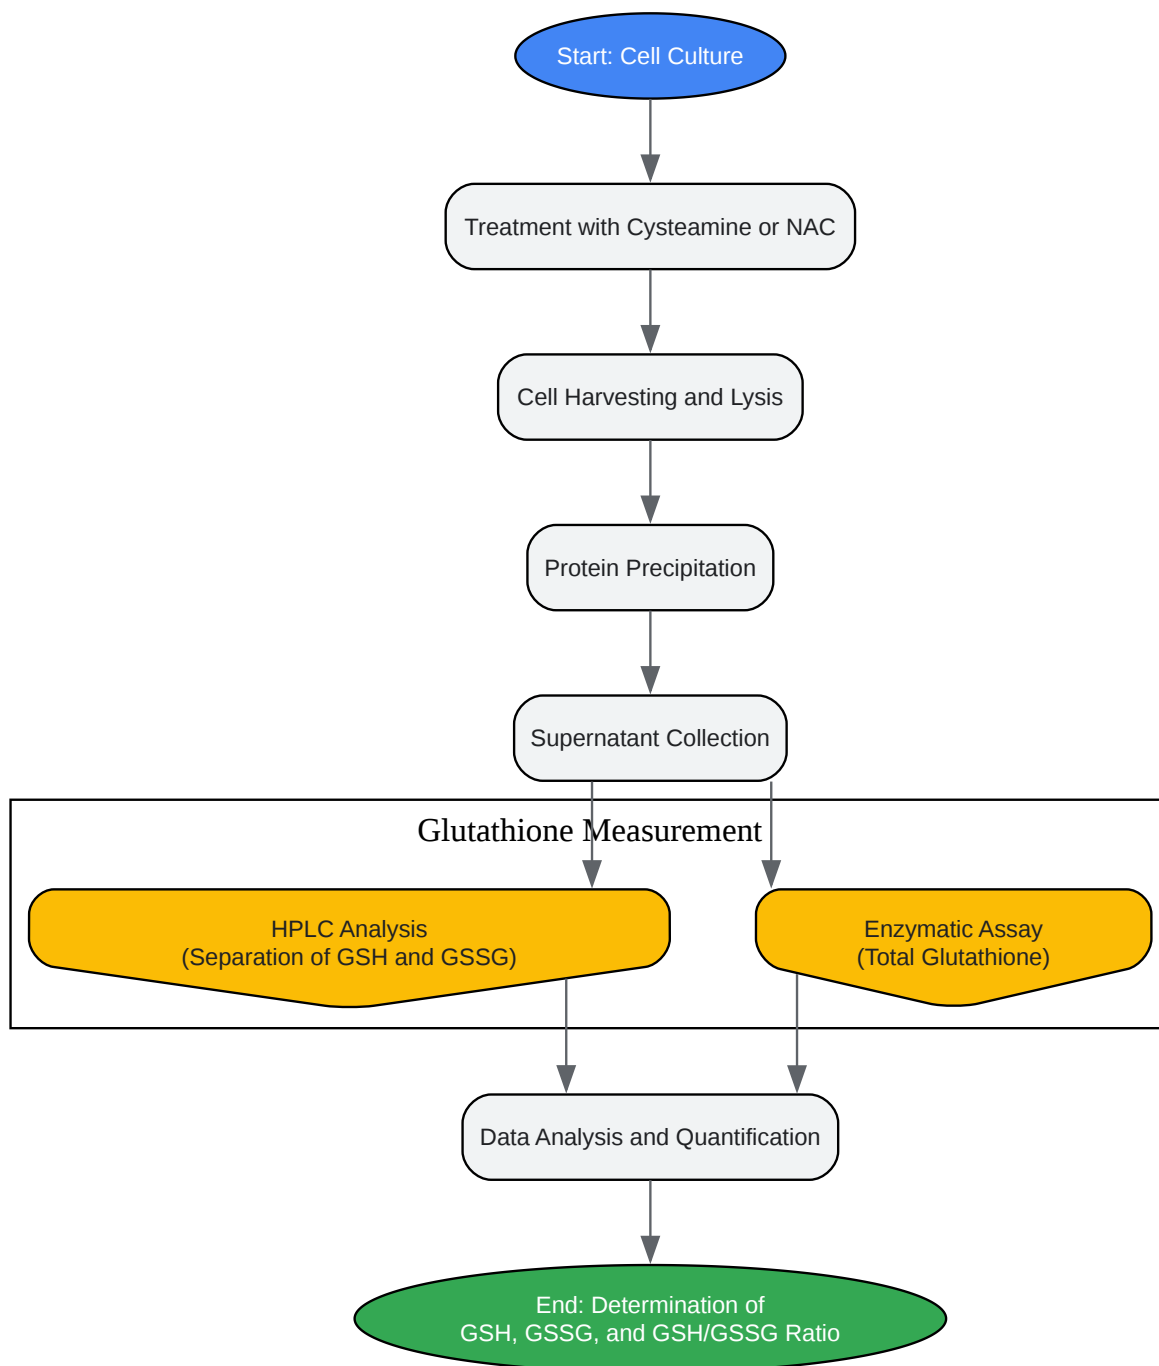 Start: Cell Culture
Treatment with Cysteamine or NAC
Cell Harvesting and Lysis
Protein Precipitation
Supernatant Collection
Glutathione Measurement
HPLC Analysis
(Separation of GSH and GSSG)
Enzymatic Assay
(Total Glutathione)
Data Analysis and Quantification
End: Determination of
GSH, GSSG, and GSH/GSSG Ratio